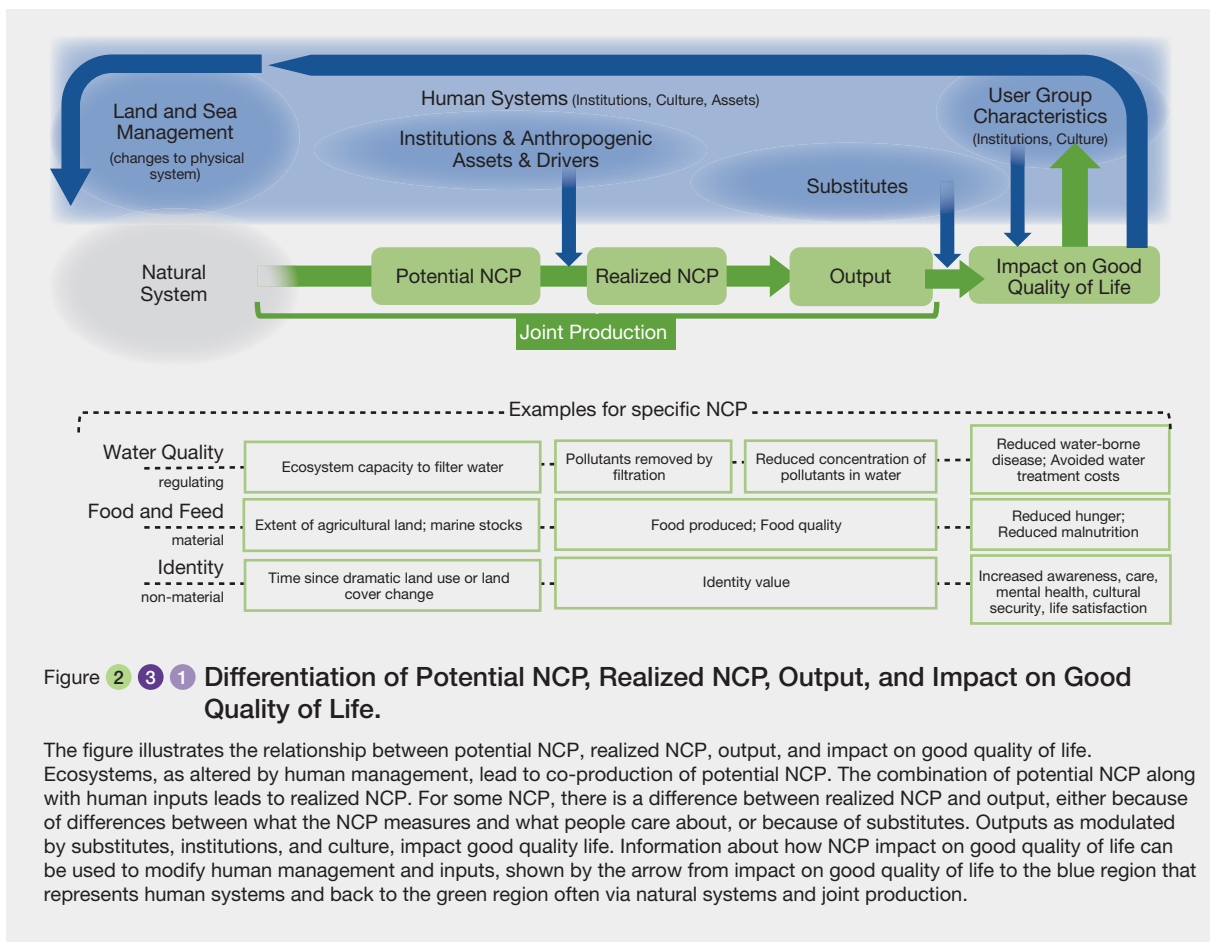 Human Systems (Institutions, Culture, Assets)
Land and Sea
Management
(changes to physical
system)
Institutions & Anthropogenic
Assets & Drivers
Substitutes
User Group
Characteristics
(Institutions, Culture)
Natural
System
Potential NCP
Realized NCP
Output
Impact on Good
Quality of Life
Joint Production
Examples for specific NCP
Water Quality
regulating
Ecosystem capacity to filter water
Pollutants removed by
filtration
Reduced concentration of
pollutants in water
Reduced water-borne
disease; Avoided water
treatment costs
Food and Feed
material
Extent of agricultural land; marine stocks
Food produced; Food quality
Reduced hunger;
Reduced malnutrition
Identity
non-material
Time since dramatic land use or land
cover change
Identity value
Increased awareness, care,
mental health, cultural
security, life satisfaction
Figure 2 3 1 Differentiation of Potential NCP, Realized NCP, Output, and Impact on Good
Quality of Life.
The figure illustrates the relationship between potential NCP, realized NCP, output, and impact on good quality of life.
Ecosystems, as altered by human management, lead to co-production of potential NCP. The combination of potential NCP along
with human inputs leads to realized NCP. For some NCP, there is a difference between realized NCP and output, either because
of differences between what the NCP measures and what people care about, or because of substitutes. Outputs as modulated
by substitutes, institutions, and culture, impact good quality life. Information about how NCP impact on good quality of life can
be used to modify human management and inputs, shown by the arrow from impact on good quality of life to the blue region that
represents human systems and back to the green region often via natural systems and joint production.